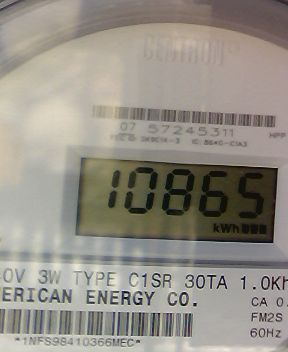 CENTRON®
07 57245311
10865
kWh
.0V 3W TYPE C1SR 30TA 1.0Kh
ERICAN ENERGY CO.
CA 0.
FM2S
60Hz
*1NFS98410366MEC*